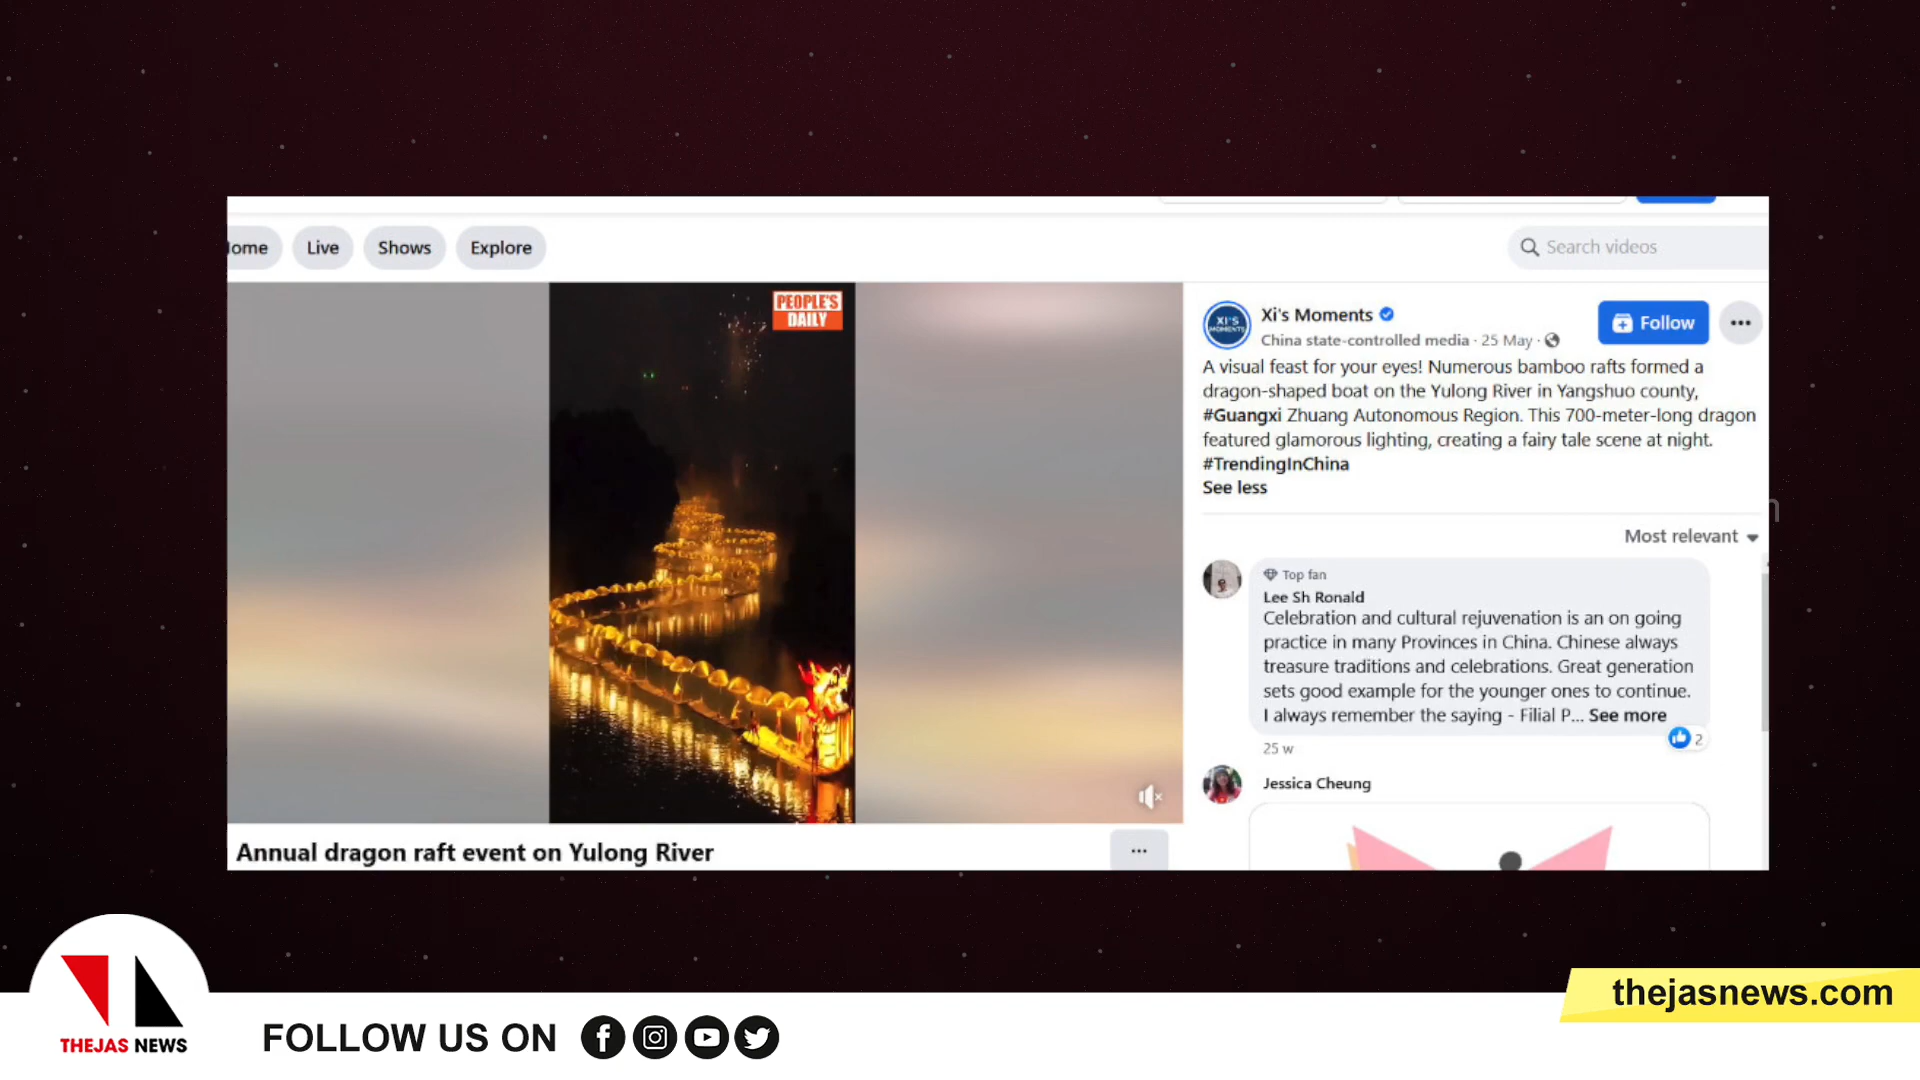 Home
Live
Shows
Explore
Search videos
PEOPLE'S
DAILY
XI'S
MOMENTS
Xi's Moments
China state-controlled media · 25 May ·
Follow
A visual feast for your eyes! Numerous bamboo rafts formed a
dragon-shaped boat on the Yulong River in Yangshuo county,
#Guangxi Zhuang Autonomous Region. This 700-meter-long dragon
featured glamorous lighting, creating a fairy tale scene at night.
#TrendingInChina
See less
Most relevant
Top fan
Lee Sh Ronald
Celebration and cultural rejuvenation is an on going
practice in many Provinces in China. Chinese always
treasure traditions and celebrations. Great generation
sets good example for the younger ones to continue.
I always remember the saying - Filial P... See more
2
25 w
Jessica Cheung
Annual dragon raft event on Yulong River
THEJAS NEWS
FOLLOW US ON
thejasnews.com